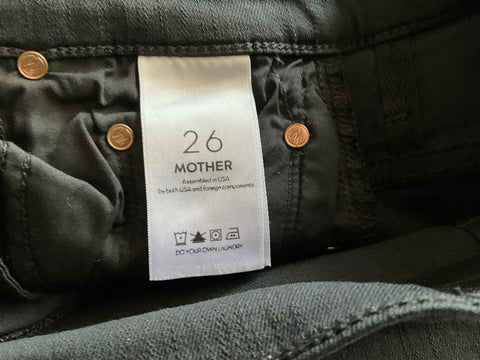 26
MOTHER
Assembled in USA
by both USA and foreign components
DO YOUR OWN LAUNDRY